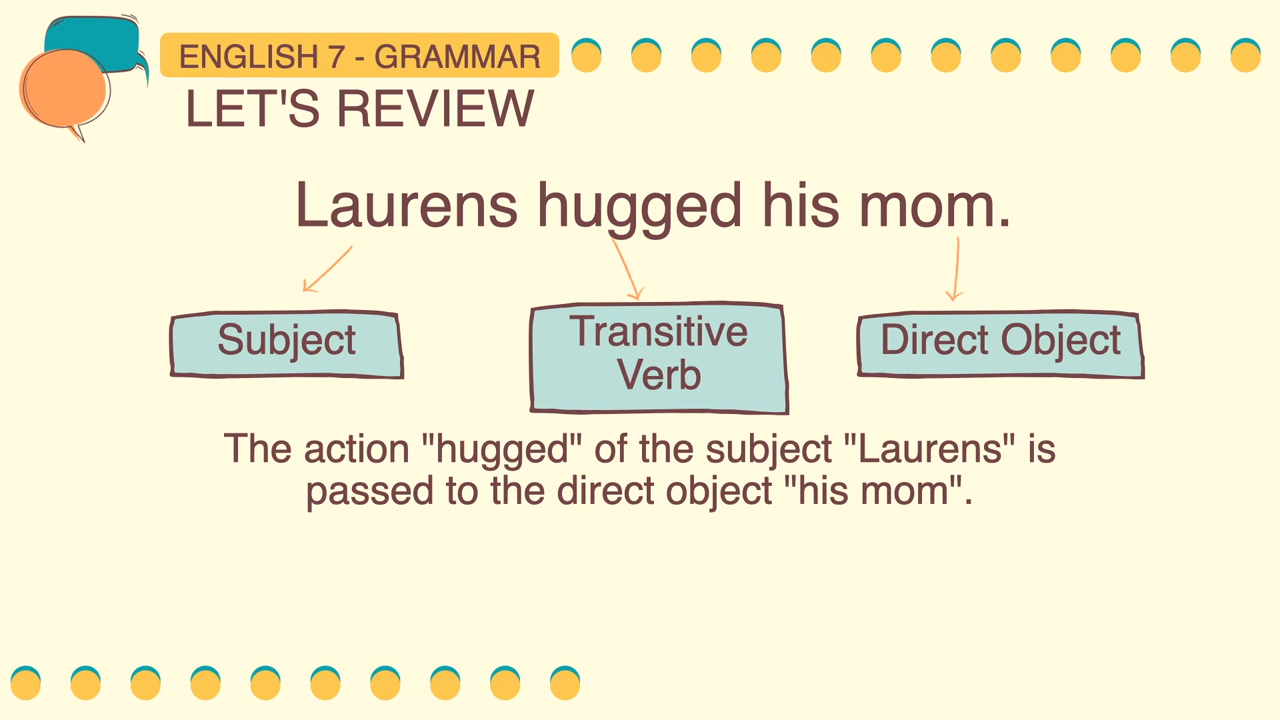 ENGLISH 7 - GRAMMAR
LET'S REVIEW
Laurens hugged his mom.
Subject
Transitive
Verb
Direct Object
The action "hugged" of the subject "Laurens" is
passed to the direct object "his mom".